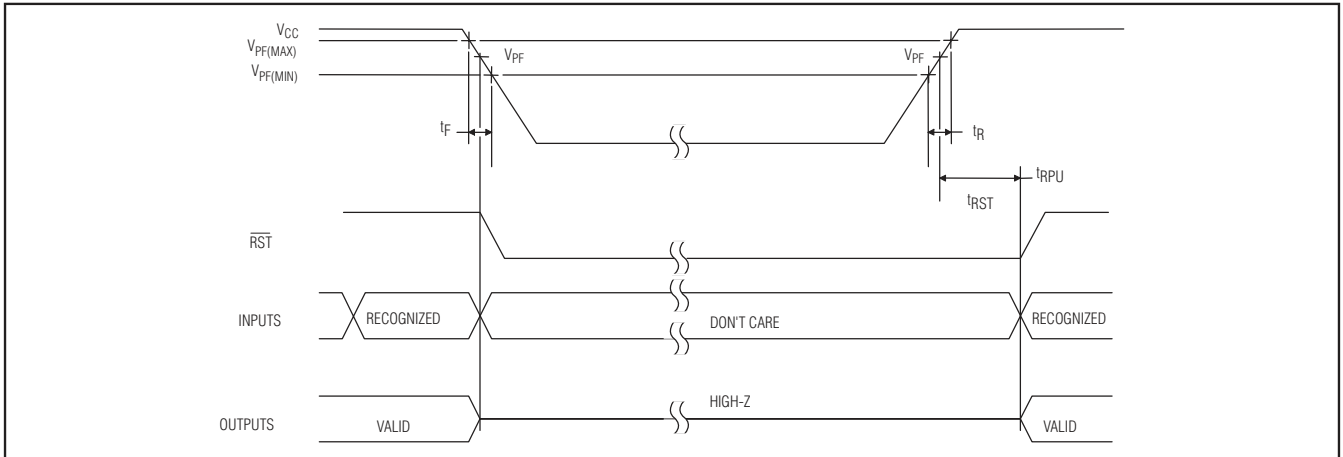 VCC
VPF(MAX)
VPF VPF
VPF(MIN)
tF tR
tRPU
tRST
RST
INPUTS RECOGNIZED DON'T CARE RECOGNIZED
HIGH-Z
OUTPUTS VALID VALID